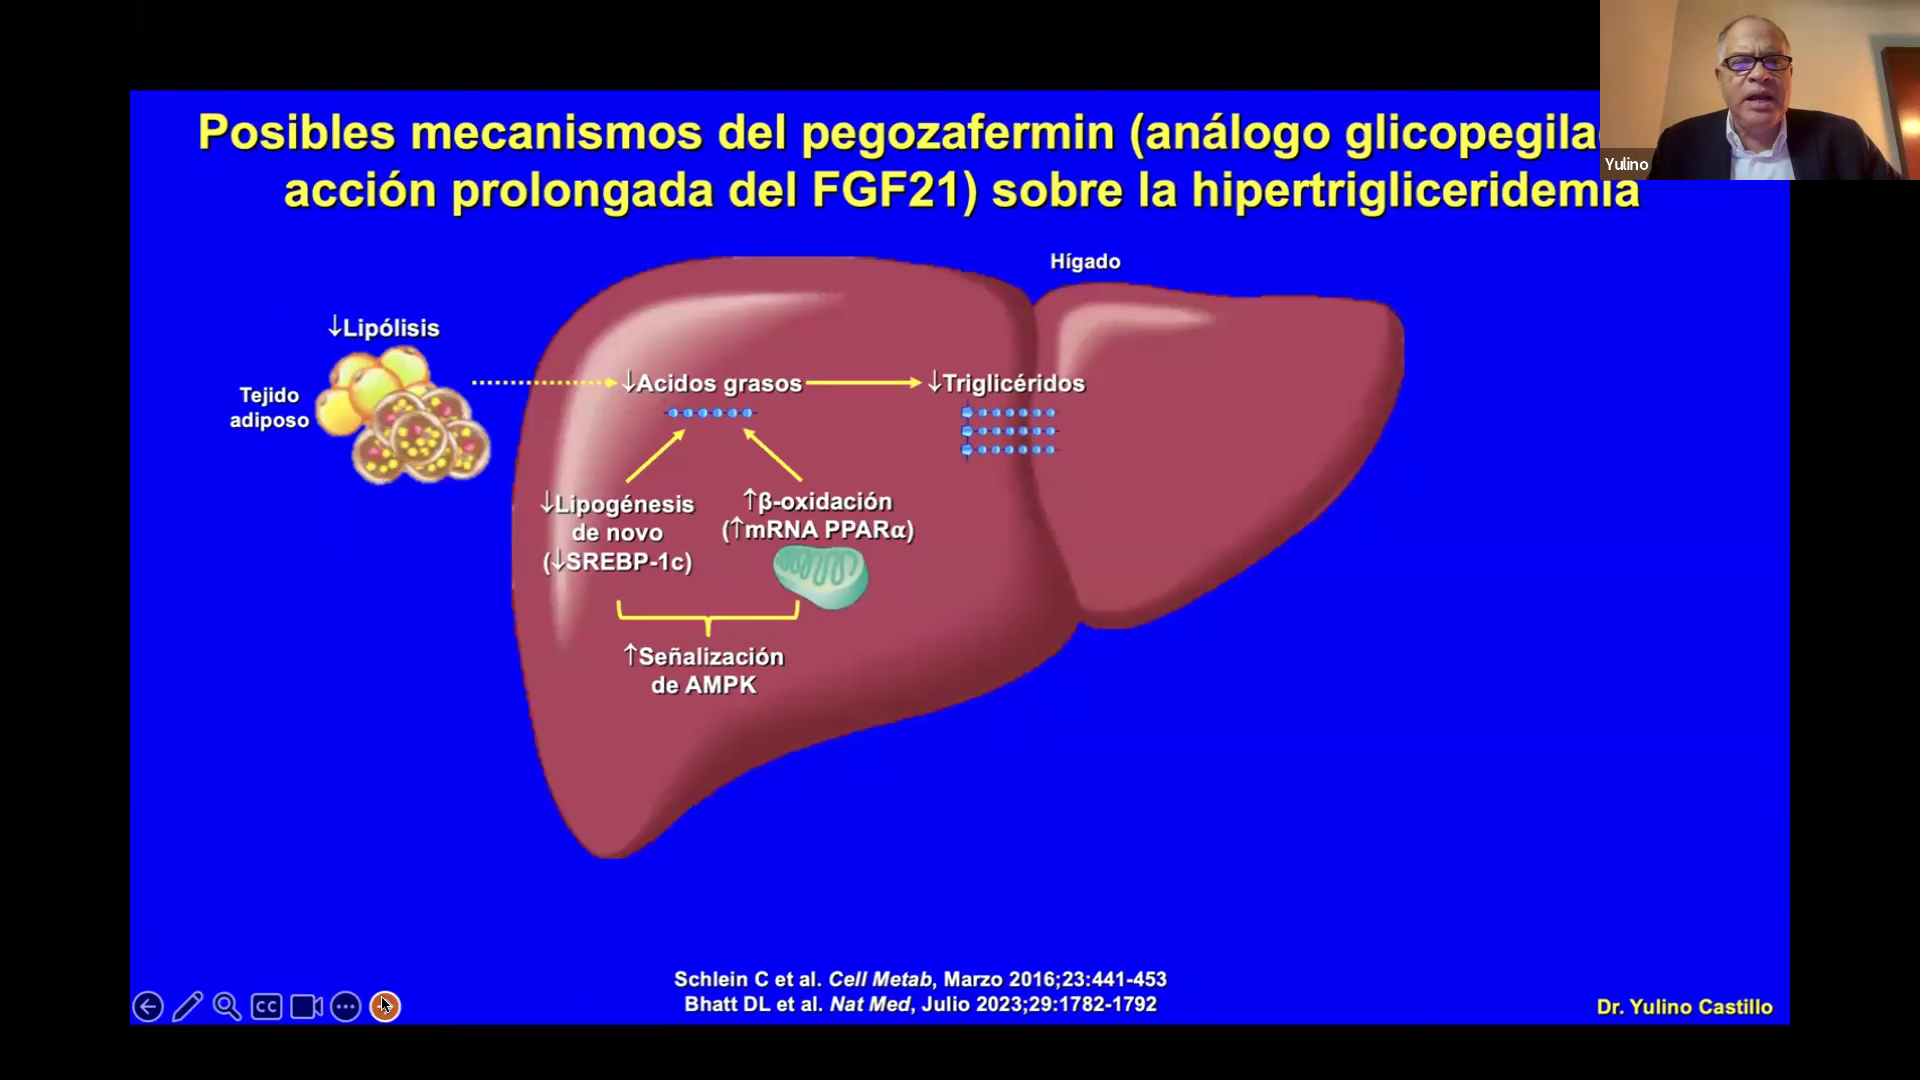 Posibles mecanismos del pegozafermin (análogo
acción prolongada del FGF21) sobre la hipertrigliceridemia
Yulino
Hígado
↓Lipólisis
Tejido
adiposo
↓Acidos grasos
↓Triglicéridos
↓Lipogénesis
de novo
(↓SREBP-1c)
↑β-oxidación
(↑mRNA PPARα)
↑Señalización
de AMPK
Schlein C et al. Cell Metab, Marzo 2016;23:441-453
Bhatt DL et al. Nat Med, Julio 2023;29:1782-1792
CC
Dr. Yulino Castillo